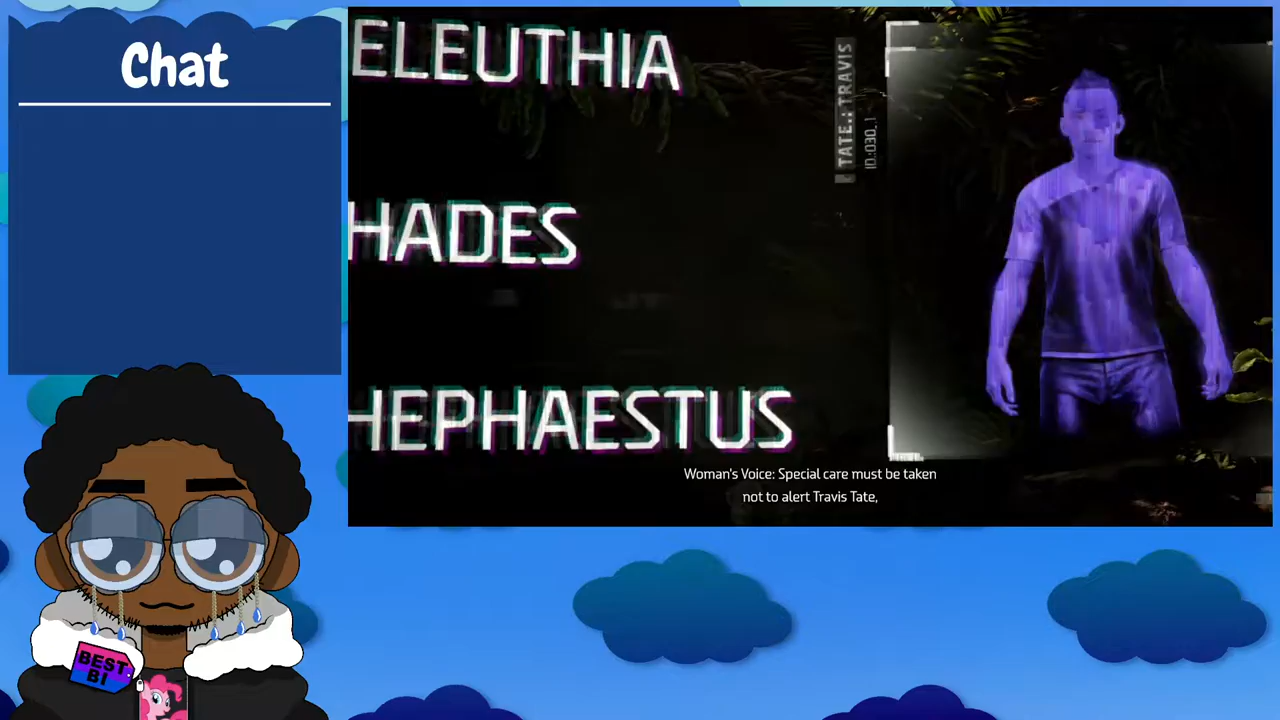 Chat
ELEUTHIA
HADES
HEPHAESTUS
TATE.: TRAVIS
Woman's Voice: Special care must be taken
not to alert Travis Tate,
BEST
BI